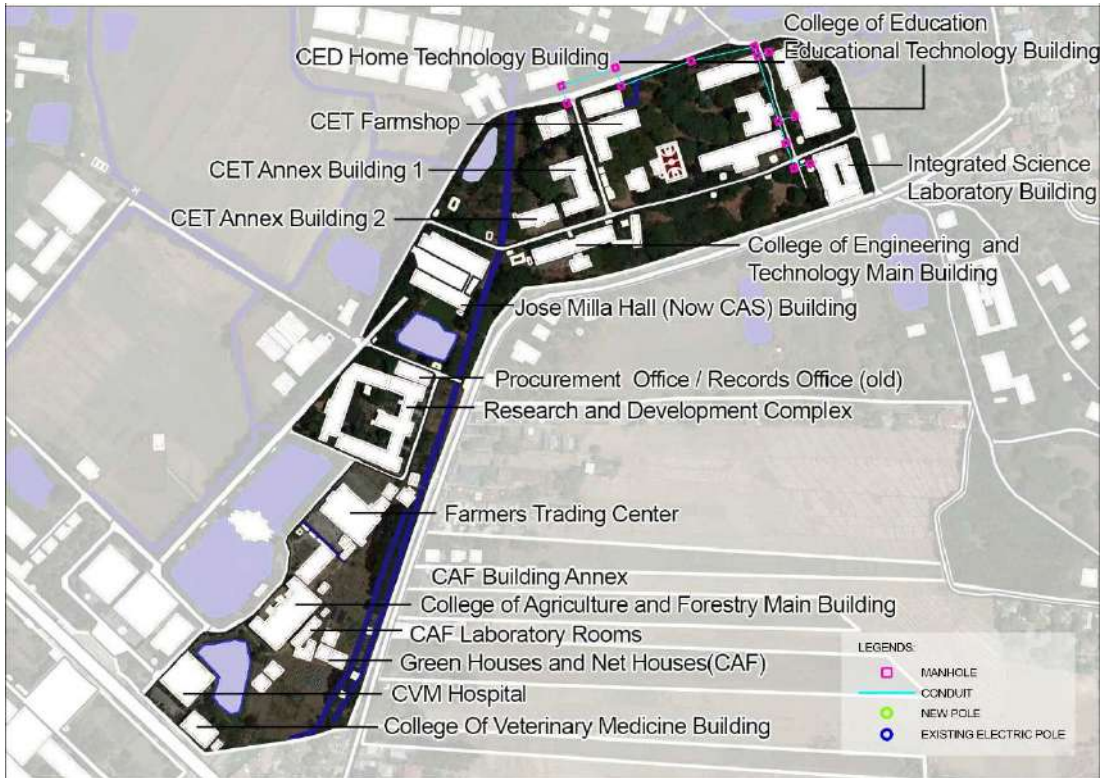 College of Education
CED Home Technology Building
Educational Technology Building
CET Farmshop
CET Annex Building 1
Integrated Science
Laboratory Building
CET Annex Building 2
College of Engineering and
Technology Main Building
Jose Milla Hall (Now CAS) Building
Procurement Office / Records Office (old)
Research and Development Complex
Farmers Trading Center
CAF Building Annex
College of Agriculture and Forestry Main Building
CAF Laboratory Rooms
Green Houses and Net Houses(CAF)
CVM Hospital
College Of Veterinary Medicine Building
LEGENDS:
MANHOLE
CONDUIT
NEW POLE
EXISTING ELECTRIC POLE